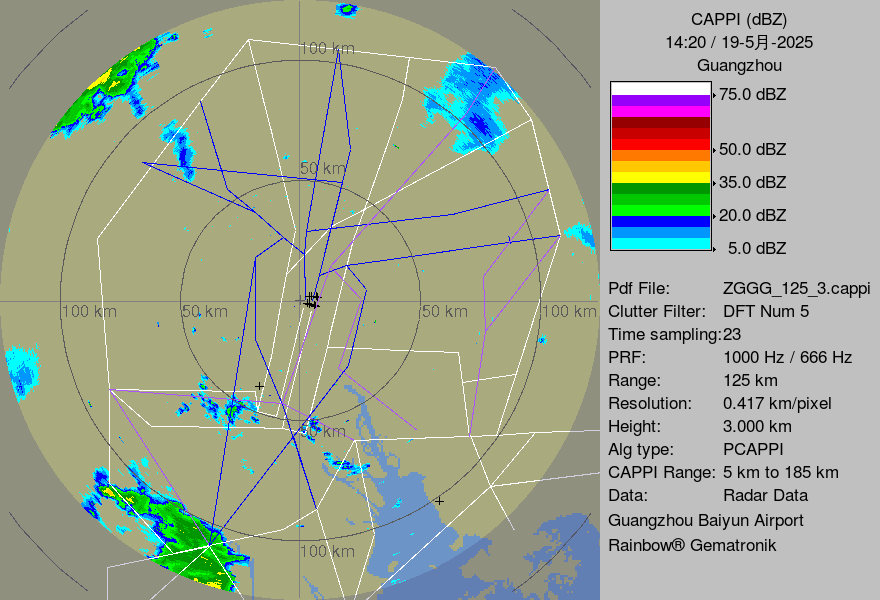 CAPPI (dBZ)
14:20 / 19-5月-2025
Guangzhou
75.0 dBZ
50.0 dBZ
35.0 dBZ
20.0 dBZ
5.0 dBZ
Pdf File: ZGGG_125_3.cappi
Clutter Filter: DFT Num 5
Time sampling:23
PRF: 1000 Hz / 666 Hz
Range: 125 km
Resolution: 0.417 km/pixel
Height: 3.000 km
Alg type: PCAPPI
CAPPI Range: 5 km to 185 km
Data: Radar Data
Guangzhou Baiyun Airport
Rainbow® Gematronik
100 km
50 km
100 km
50 km
50 km
100 km
50 km
100 km